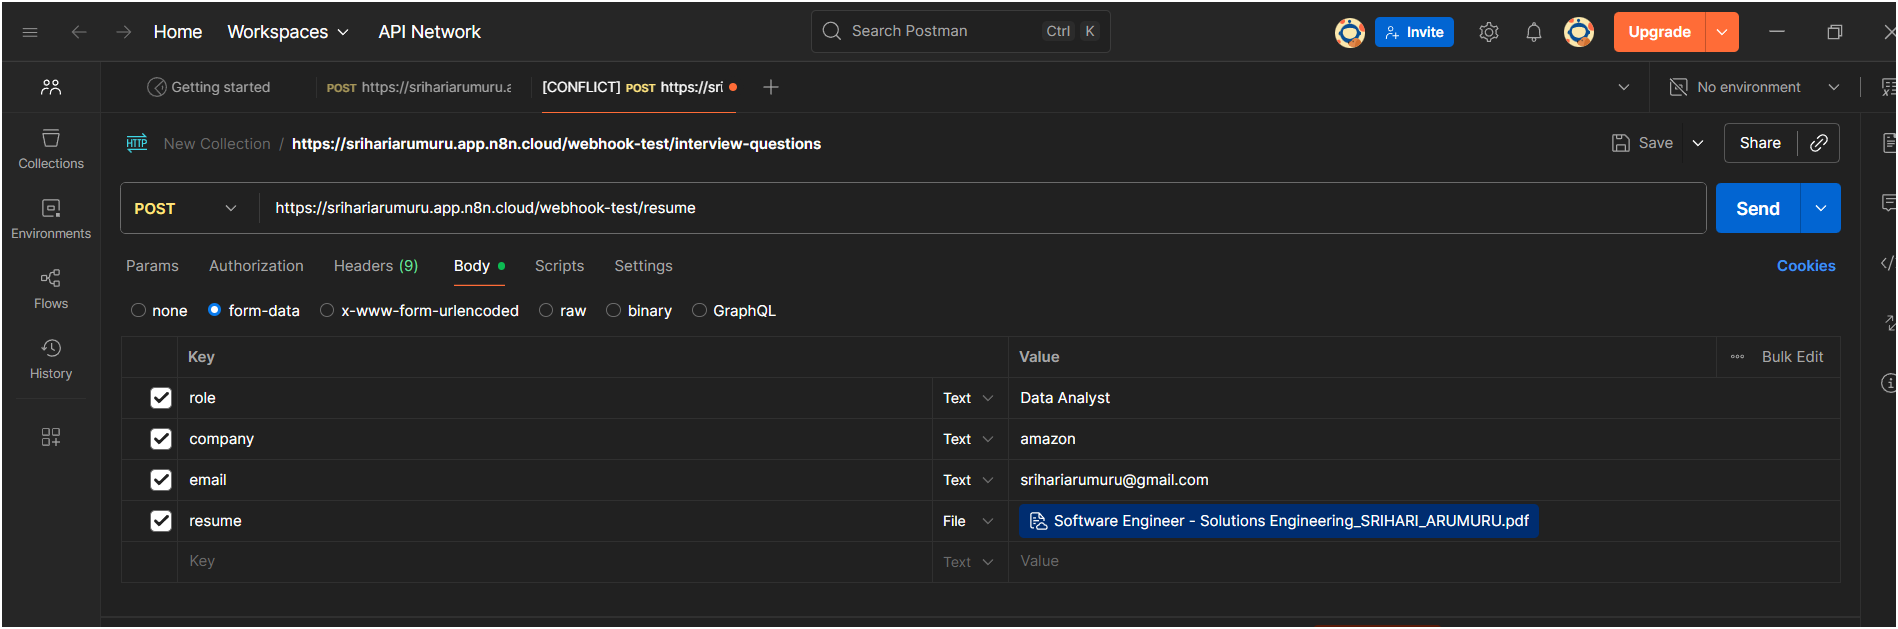 Home Workspaces API Network Search Postman Ctrl K Invite Upgrade
Getting started POST https://srihariarumuru.a [CONFLICT] POST https://sri No environment
HTTP New Collection / https://srihariarumuru.app.n8n.cloud/webhook-test/interview-questions Save Share
Collections
POST https://srihariarumuru.app.n8n.cloud/webhook-test/resume Send
Environments
Params Authorization Headers (9) Body Scripts Settings Cookies
Flows
none form-data x-www-form-urlencoded raw binary GraphQL
Key Value Bulk Edit
History
role Text Data Analyst
company Text amazon
email Text srihariarumuru@gmail.com
resume File Software Engineer - Solutions Engineering_SRIHARI_ARUMURU.pdf
Key Text Value